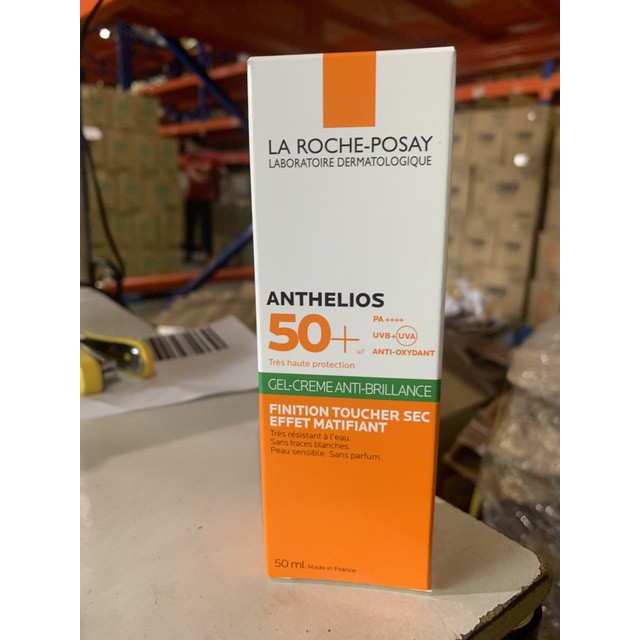 LA ROCHE-POSAY
LABORATOIRE DERMATOLOGIQUE
ANTHELIOS
50+
SPF
PA ++++
UVB+UVA
ANTI-OXYDANT
Très haute protection
GEL-CREME ANTI-BRILLANCE
FINITION TOUCHER SEC
EFFET MATIFIANT
Très résistant à l'eau.
Sans traces blanches.
Peau sensible. Sans parfum.
50 ml Made in France